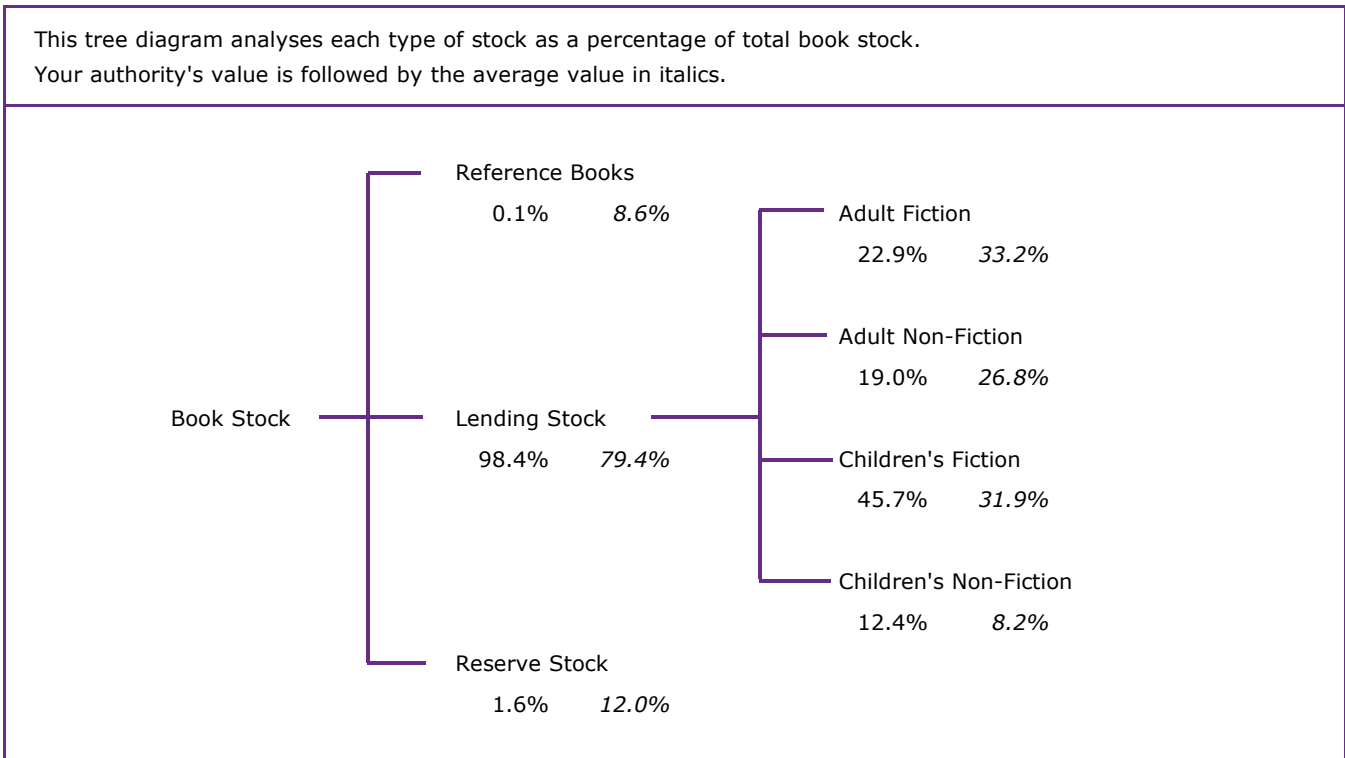 This tree diagram analyses each type of stock as a percentage of total book stock.
Your authority's value is followed by the average value in italics.
Reference Books
0.1% 8.6%
Adult Fiction
22.9% 33.2%
Adult Non-Fiction
19.0% 26.8%
Book Stock
Lending Stock
98.4% 79.4%
Children's Fiction
45.7% 31.9%
Children's Non-Fiction
12.4% 8.2%
Reserve Stock
1.6% 12.0%